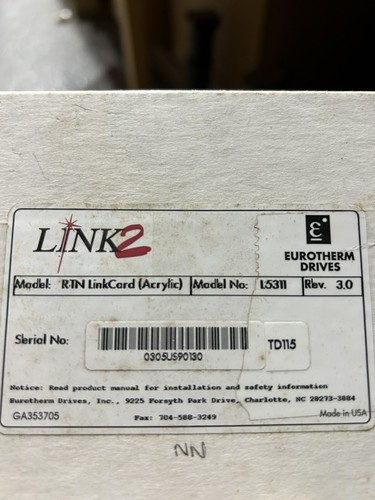 LINK2
ε
EUROTHERM
DRIVES
Model: RTN LinkCard (Acrylic) Model No: L5311 Rev. 3.0
Serial No: 0305US90130 TD115
Notice: Read product manual for installation and safety information
Eurotherm Drives, Inc., 9225 Forsyth Park Drive, Charlotte, NC 28273-3884
GA353705 Fax: 704-588-3249 Made in USA
NN